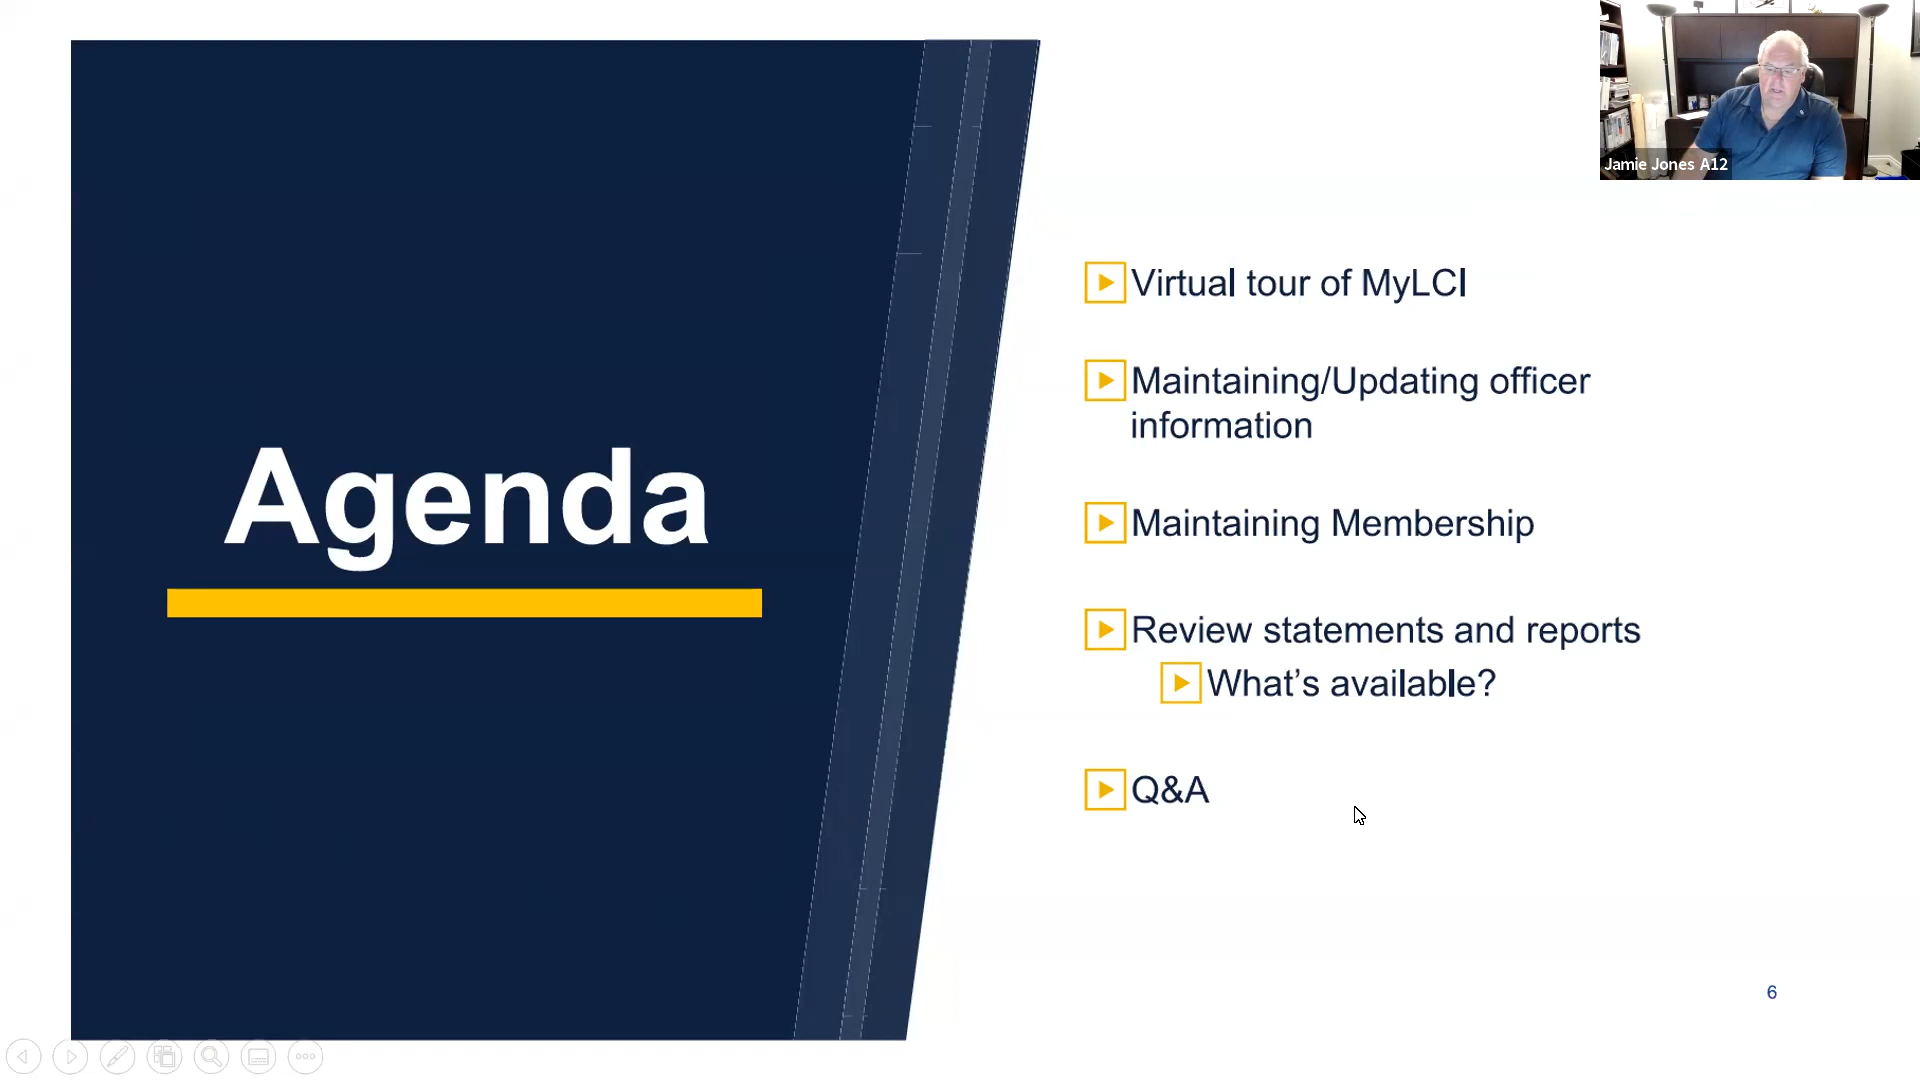 Jamie Jones A12
Agenda
Virtual tour of MyLCI
Maintaining/Updating officer
information
Maintaining Membership
Review statements and reports
What’s available?
Q&A
6